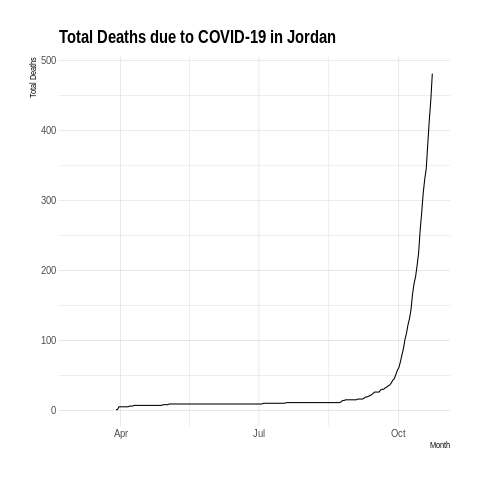 Total Deaths due to COVID-19 in Jordan
Total Deaths
500
400
300
200
100
0
Apr
Jul
Oct
Month